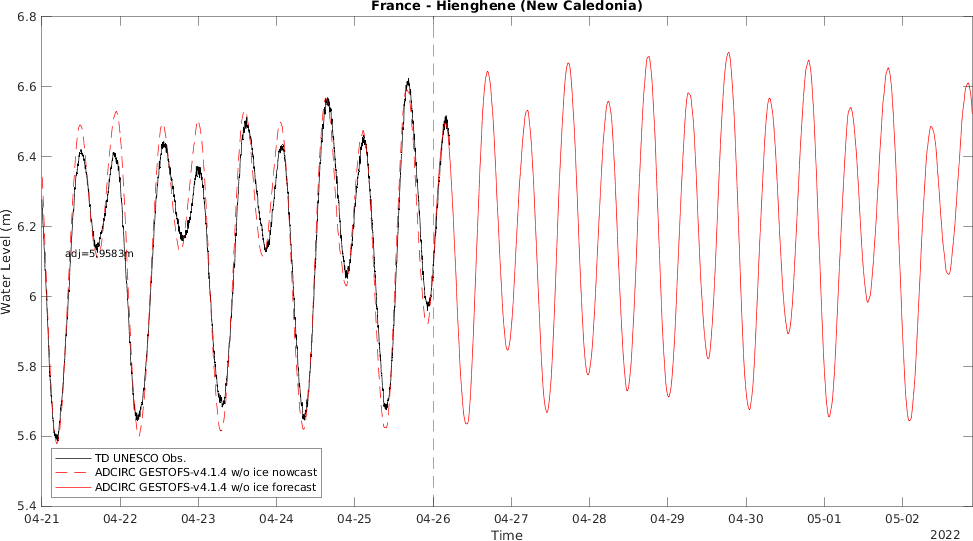 France - Hienghene (New Caledonia)
6.8
6.6
6.4
6.2
6
5.8
5.6
5.4
Water Level (m)
adj=5.9583m
TD UNESCO Obs.
ADCIRC GESTOFS-v4.1.4 w/o ice nowcast
ADCIRC GESTOFS-v4.1.4 w/o ice forecast
04-21 04-22 04-23 04-24 04-25 04-26 04-27 04-28 04-29 04-30 05-01 05-02
Time
2022